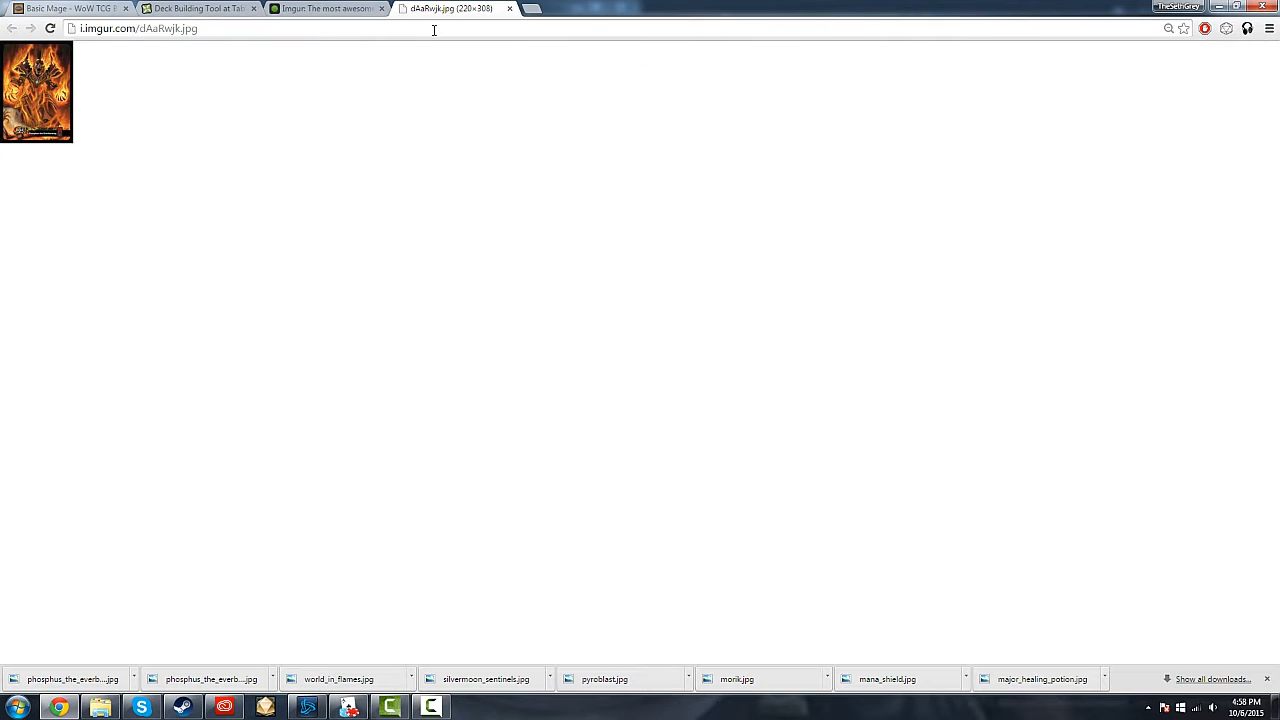 Basic Mage - WoW TCG B
Deck Building Tool at Tab
Imgur: The most awesom
dAaRwjk.jpg (220×308)
TheSethGrey
i.imgur.com/dAaRwjk.jpg
phosphus_the_everb....jpg
phosphus_the_everb....jpg
world_in_flames.jpg
silvermoon_sentinels.jpg
pyroblast.jpg
morik.jpg
mana_shield.jpg
major_healing_potion.jpg
Show all downloads...
4:58 PM
10/6/2015